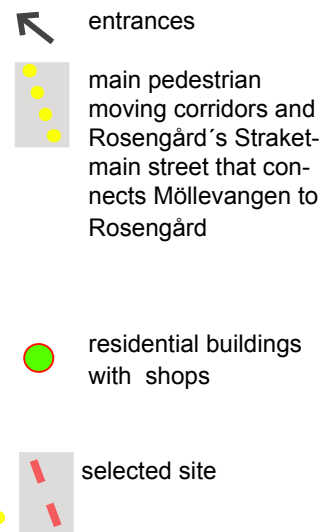 entrances
main pedestrian
moving corridors and
Rosengård´s Straket-
main street that con-
nects Möllevangen to
Rosengård
residential buildings
with  shops
selected site